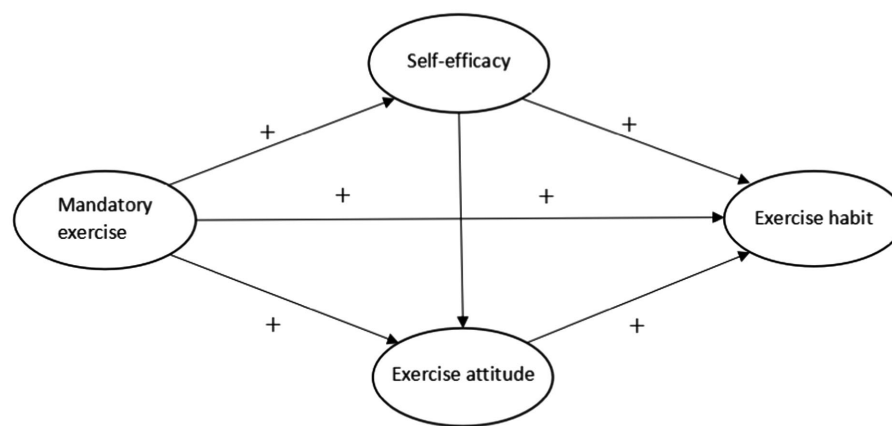 Self-efficacy
+
+
Mandatory
exercise
+
+
Exercise habit
+
+
Exercise attitude